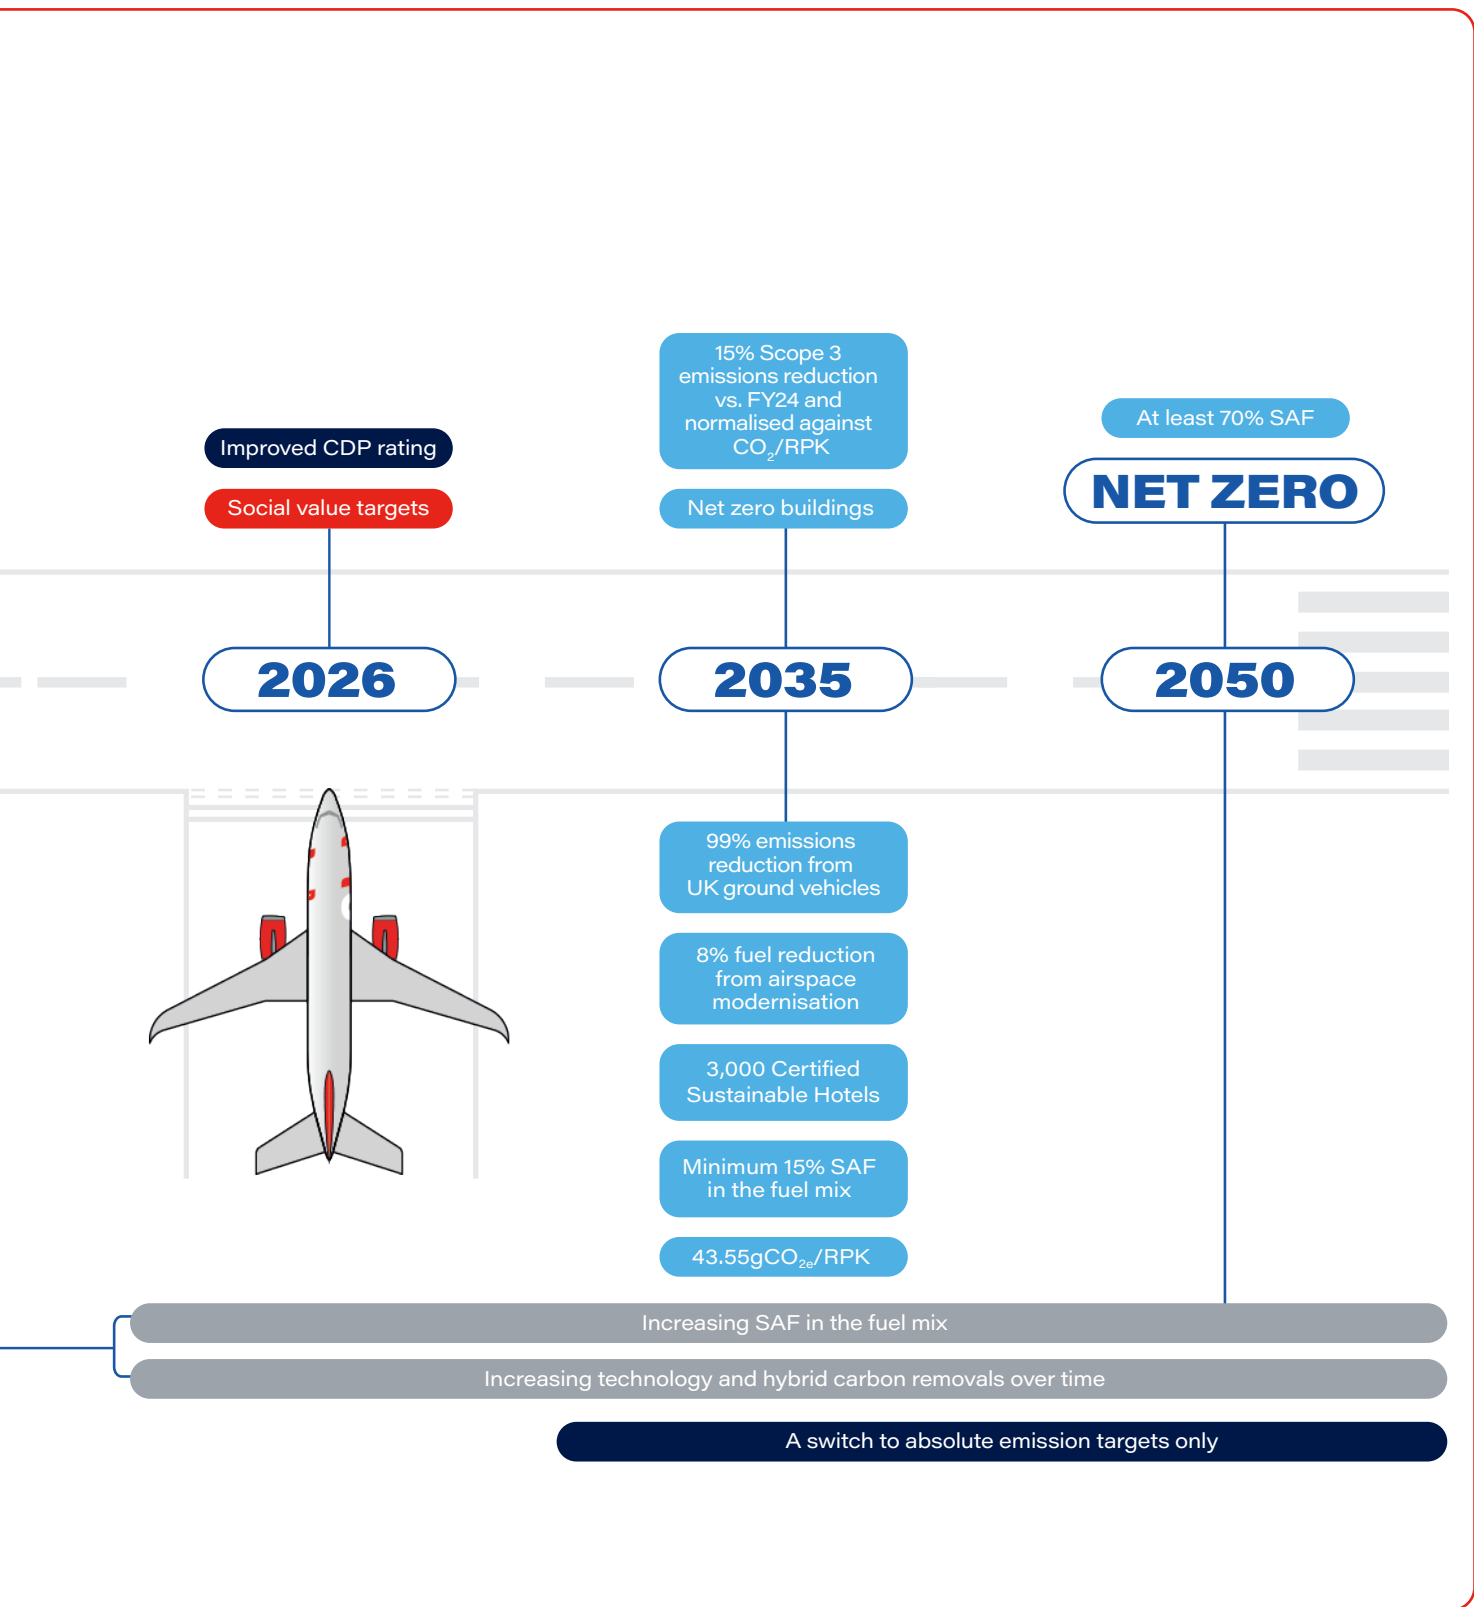 Improved CDP rating
Social value targets
2026
15% Scope 3
emissions reduction
vs. FY24 and
normalised against
CO₂/RPK
Net zero buildings
2035
99% emissions
reduction from
UK ground vehicles
8% fuel reduction
from airspace
modernisation
3,000 Certified
Sustainable Hotels
Minimum 15% SAF
in the fuel mix
43.55gCO₂ₑ/RPK
At least 70% SAF
NET ZERO
2050
Increasing SAF in the fuel mix
Increasing technology and hybrid carbon removals over time
A switch to absolute emission targets only